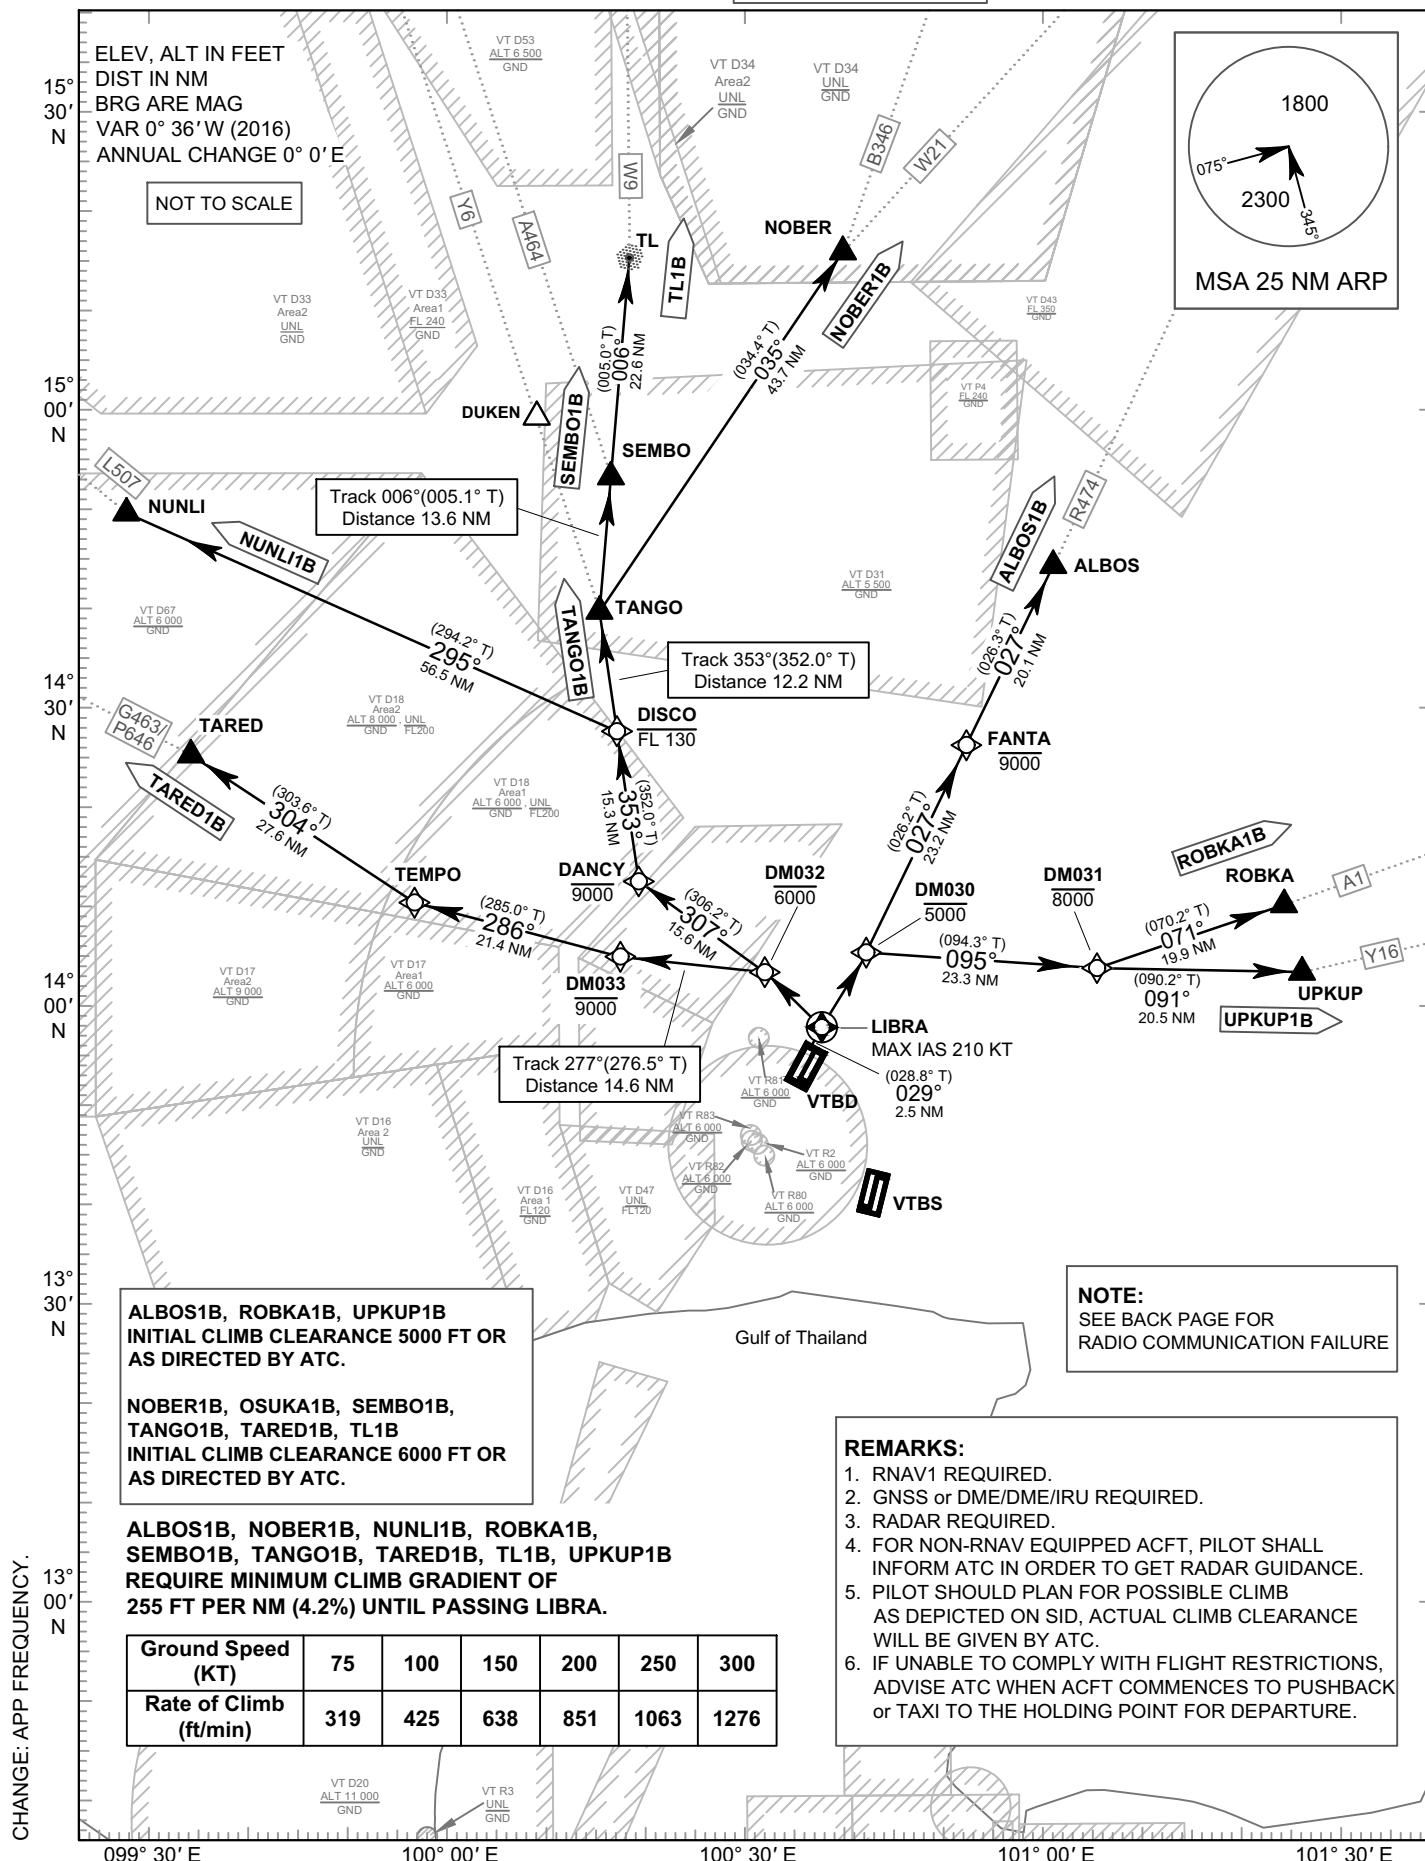 ELEV, ALT IN FEET
DIST IN NM
BRG ARE MAG
VAR 0° 36′ W (2016)
ANNUAL CHANGE 0° 0′ E
NOT TO SCALE
15°
30′
N
15°
00′
N
14°
30′
N
14°
00′
N
13°
30′
N
13°
00′
N
VT D53
ALT 6 500
GND
VT D34
Area2
UNL
GND
VT D34
UNL
GND
1800
075°
2300
345°
MSA 25 NM ARP
Y6
A464
W9
B346
W21
TL
TL1B
NOBER
NOBER1B
VT D33
Area2
UNL
GND
VT D33
Area1
FL 240
GND
VT D43
FL 350
GND
(005.0° T)
006°
22.6 NM
(034.4° T)
035°
43.7 NM
VT P4
FL 240
GND
DUKEN
SEMBO1B
SEMBO
L507
NUNLI
NUNLI1B
Track 006°(005.1° T)
Distance 13.6 NM
R474
ALBOS1B
ALBOS
VT D31
ALT 5 500
GND
VT D67
ALT 6 000
GND
TANGO
TANGO1B
(294.2° T)
295°
56.5 NM
Track 353°(352.0° T)
Distance 12.2 NM
(026.3° T)
027°
20.1 NM
G463/
P646
TARED
TARED1B
VT D18
Area2
ALT 8 000 , UNL
GND FL200
DISCO
FL 130
FANTA
9000
VT D18
Area1
ALT 6 000 , UNL
GND FL200
(352.0° T)
353°
15.3 NM
(303.6° T)
304°
27.6 NM
(026.2° T)
027°
23.2 NM
ROBKA1B
ROBKA
A1
TEMPO
DANCY
9000
DM032
6000
DM030
5000
DM031
8000
(285.0° T)
286°
21.4 NM
(306.2° T)
307°
15.6 NM
(094.3° T)
095°
23.3 NM
(070.2° T)
071°
19.9 NM
Y16
(090.2° T)
091°
20.5 NM
UPKUP
UPKUP1B
VT D17
Area2
ALT 9 000
GND
VT D17
Area1
ALT 6 000
GND
DM033
9000
LIBRA
MAX IAS 210 KT
(028.8° T)
029°
2.5 NM
Track 277°(276.5° T)
Distance 14.6 NM
VTBD
VT R81
ALT 6 000
GND
VT R83
ALT 6 000
GND
VT R82
ALT 6 000
GND
VT R2
ALT 6 000
GND
VT R80
ALT 6 000
GND
VTBS
VT D16
Area 2
UNL
GND
VT D16
Area 1
FL120
GND
VT D47
UNL
FL120
Gulf of Thailand
ALBOS1B, ROBKA1B, UPKUP1B
INITIAL CLIMB CLEARANCE 5000 FT OR
AS DIRECTED BY ATC.
NOBER1B, OSUKA1B, SEMBO1B,
TANGO1B, TARED1B, TL1B
INITIAL CLIMB CLEARANCE 6000 FT OR
AS DIRECTED BY ATC.
NOTE:
SEE BACK PAGE FOR
RADIO COMMUNICATION FAILURE
ALBOS1B, NOBER1B, NUNLI1B, ROBKA1B,
SEMBO1B, TANGO1B, TARED1B, TL1B, UPKUP1B
REQUIRE MINIMUM CLIMB GRADIENT OF
255 FT PER NM (4.2%) UNTIL PASSING LIBRA.
REMARKS:
1. RNAV1 REQUIRED.
2. GNSS or DME/DME/IRU REQUIRED.
3. RADAR REQUIRED.
4. FOR NON-RNAV EQUIPPED ACFT, PILOT SHALL
INFORM ATC IN ORDER TO GET RADAR GUIDANCE.
5. PILOT SHOULD PLAN FOR POSSIBLE CLIMB
AS DEPICTED ON SID, ACTUAL CLIMB CLEARANCE
WILL BE GIVEN BY ATC.
6. IF UNABLE TO COMPLY WITH FLIGHT RESTRICTIONS,
ADVISE ATC WHEN ACFT COMMENCES TO PUSHBACK
or TAXI TO THE HOLDING POINT FOR DEPARTURE.
Ground Speed (KT) 75 100 150 200 250 300
Rate of Climb (ft/min) 319 425 638 851 1063 1276
VT D20
ALT 11 000
GND
VT R3
UNL
GND
CHANGE: APP FREQUENCY.
099° 30′ E 100° 00′ E 100° 30′ E 101° 00′ E 101° 30′ E